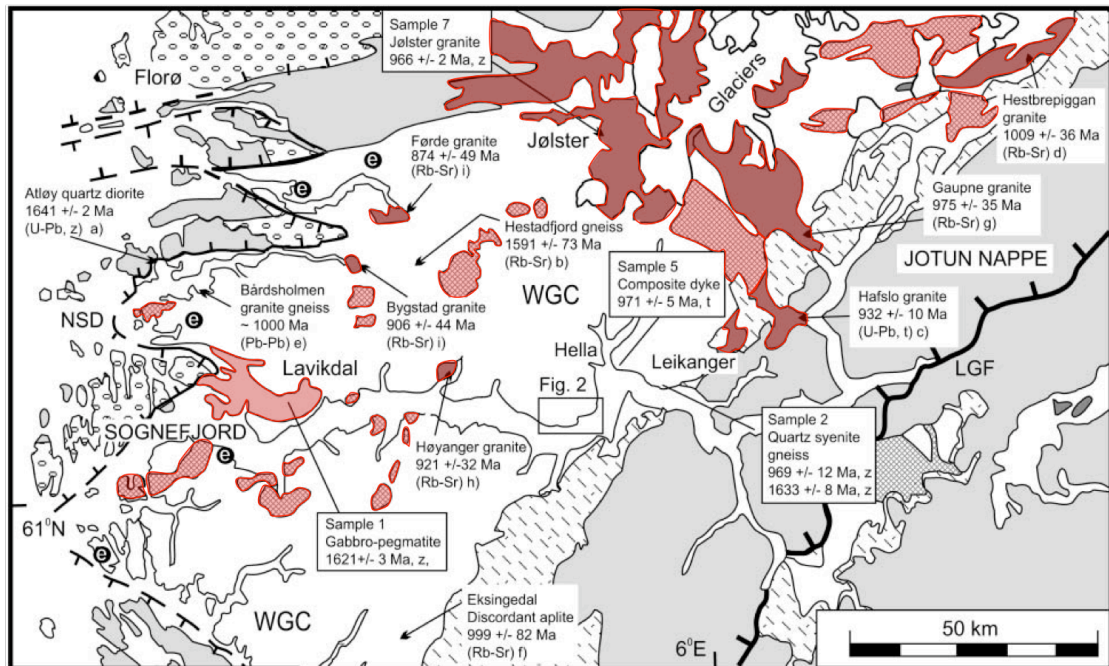 Sample 7
Jølster granite
966 +/- 2 Ma, z
Florø
Glaciers
Hestbrepiggan
granite
1009 +/- 36 Ma
(Rb-Sr) d)
Førde granite
874 +/- 49 Ma
(Rb-Sr) i)
Jølster
e
e
Atløy quartz diorite
1641 +/- 2 Ma
(U-Pb, z) a)
Gaupne granite
975 +/- 35 Ma
(Rb-Sr) g)
Hestadfjord gneiss
1591 +/- 73 Ma
(Rb-Sr) b)
JOTUN NAPPE
Sample 5
Composite dyke
971 +/- 5 Ma, t
WGC
Bårdsholmen
granite gneiss
~ 1000 Ma
(Pb-Pb) e)
Bygstad granite
906 +/- 44 Ma
(Rb-Sr) i)
Hafslo granite
932 +/- 10 Ma
(U-Pb, t) c)
NSD
e
Hella
Leikanger
Lavikdal
LGF
Fig. 2
SOGNEFJORD
e
Høyanger granite
921 +/-32 Ma
(Rb-Sr) h)
Sample 2
Quartz syenite
gneiss
969 +/- 12 Ma, z
1633 +/- 8 Ma, z
61⁰N
Sample 1
Gabbro-pegmatite
1621+/- 3 Ma, z,
e
WGC
Eksingedal
Discordant aplite
999 +/- 82 Ma
(Rb-Sr) f)
6⁰E
50 km